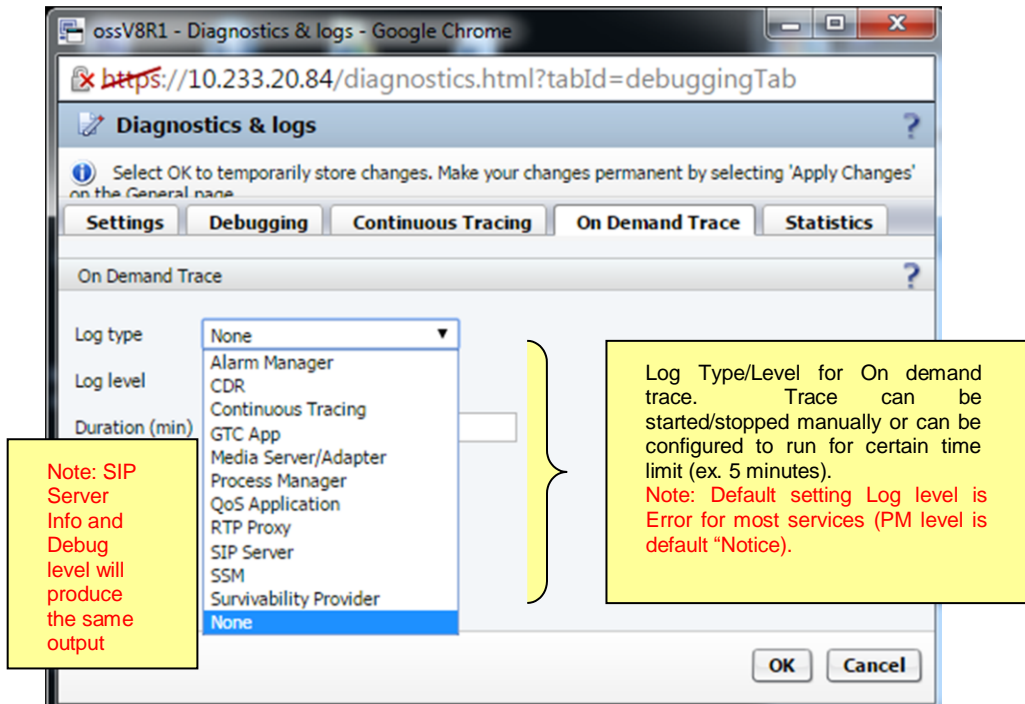 ossV8R1 - Diagnostics & logs - Google Chrome
https://10.233.20.84/diagnostics.html?tabId=debuggingTab
Diagnostics & logs ?
Select OK to temporarily store changes. Make your changes permanent by selecting 'Apply Changes'
on the General page
Settings Debugging Continuous Tracing On Demand Trace Statistics
On Demand Trace ?
Log type None
Log level
Duration (min)
Alarm Manager
CDR
Continuous Tracing
GTC App
Media Server/Adapter
Process Manager
QoS Application
RTP Proxy
SIP Server
SSM
Survivability Provider
None
Note: SIP
Server
Info and
Debug
level will
produce
the same
output
Log Type/Level for On demand
trace. Trace can be
started/stopped manually or can be
configured to run for certain time
limit (ex. 5 minutes).
Note: Default setting Log level is
Error for most services (PM level is
default “Notice).
OK Cancel